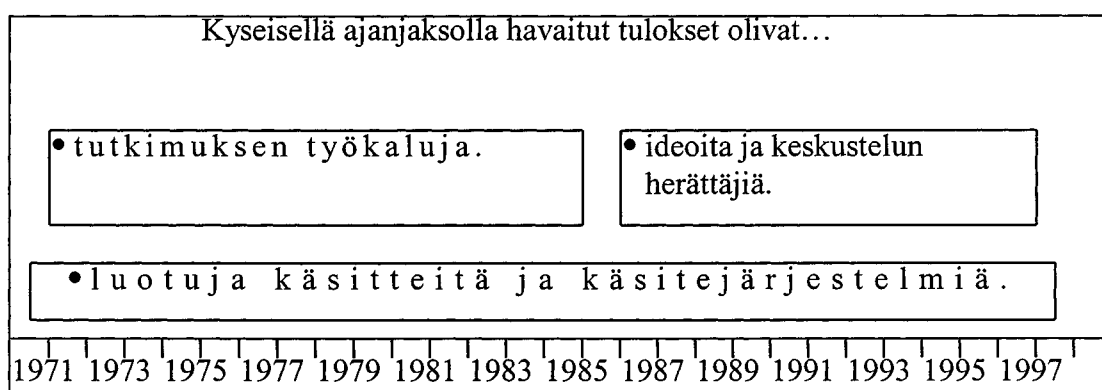 Kyseisellä ajanjaksolla havaitut tulokset olivat…
• tutkimuksen työkaluja.
• ideoita ja keskustelun
herättäjiä.
• luotuja käsitteitä ja käsitejärjestelmiä.
1971 1973 1975 1977 1979 1981 1983 1985 1987 1989 1991 1993 1995 1997